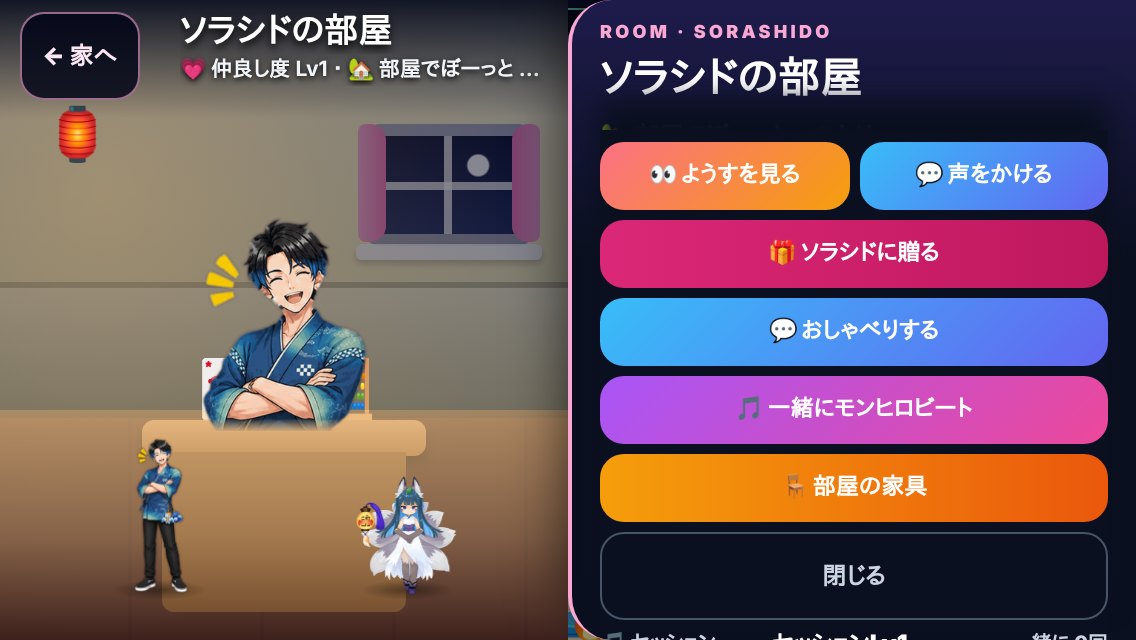 ← 家へ
ソラシドの部屋
💗 仲良し度 Lv1 · 🏡 部屋でぼーっと …
ROOM · SORASHIDO
ソラシドの部屋
👀 ようすを見る
💬 声をかける
🎁 ソラシドに贈る
💬 おしゃべりする
🎵 一緒にモンヒロビート
🪑 部屋の家具
閉じる